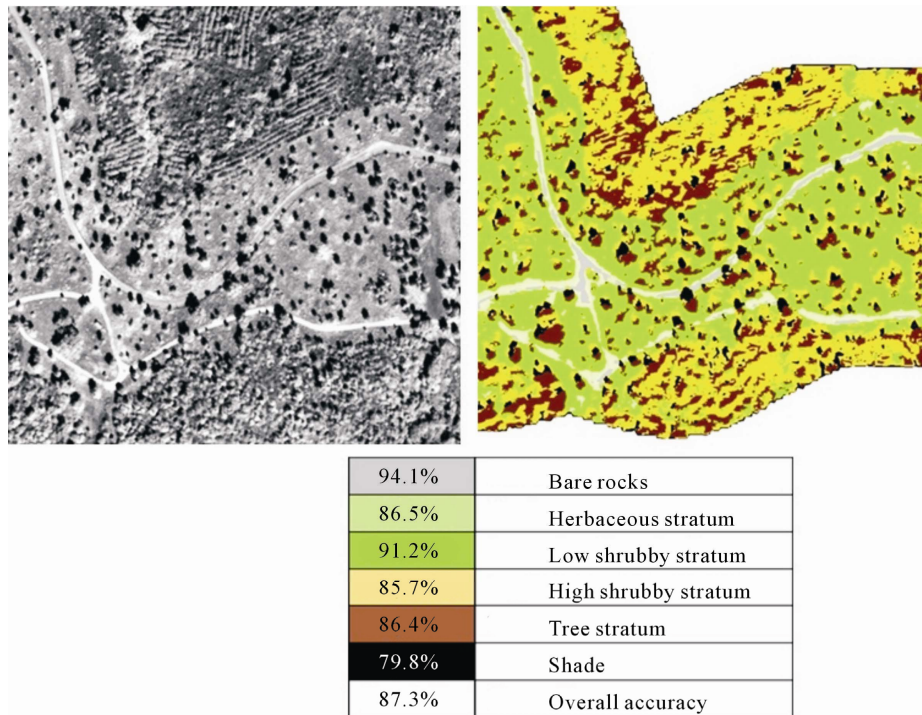 94.1% Bare rocks
86.5% Herbaceous stratum
91.2% Low shrubby stratum
85.7% High shrubby stratum
86.4% Tree stratum
79.8% Shade
87.3% Overall accuracy